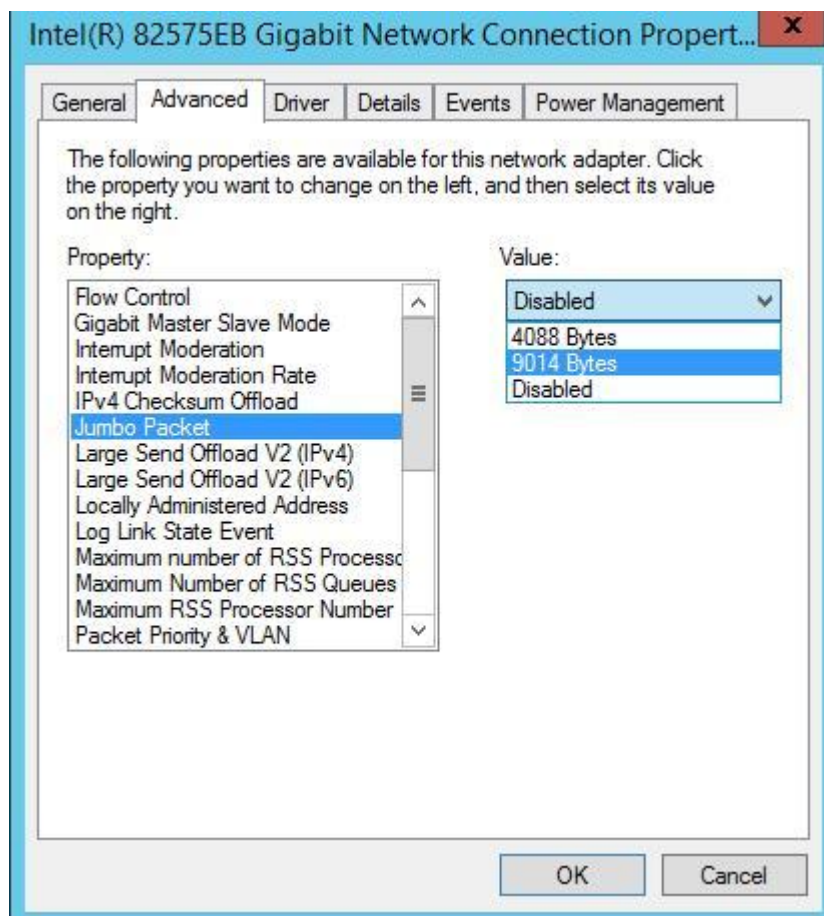 Intel(R) 82575EB Gigabit Network Connection Propert...
x
General
Advanced
Driver
Details
Events
Power Management
The following properties are available for this network adapter. Click
the property you want to change on the left, and then select its value
on the right.
Property:
Value:
Flow Control
Gigabit Master Slave Mode
Interrupt Moderation
Interrupt Moderation Rate
IPv4 Checksum Offload
Jumbo Packet
Large Send Offload V2 (IPv4)
Large Send Offload V2 (IPv6)
Locally Administered Address
Log Link State Event
Maximum number of RSS Processo
Maximum Number of RSS Queues
Maximum RSS Processor Number
Packet Priority & VLAN
Disabled
4088 Bytes
9014 Bytes
Disabled
OK
Cancel